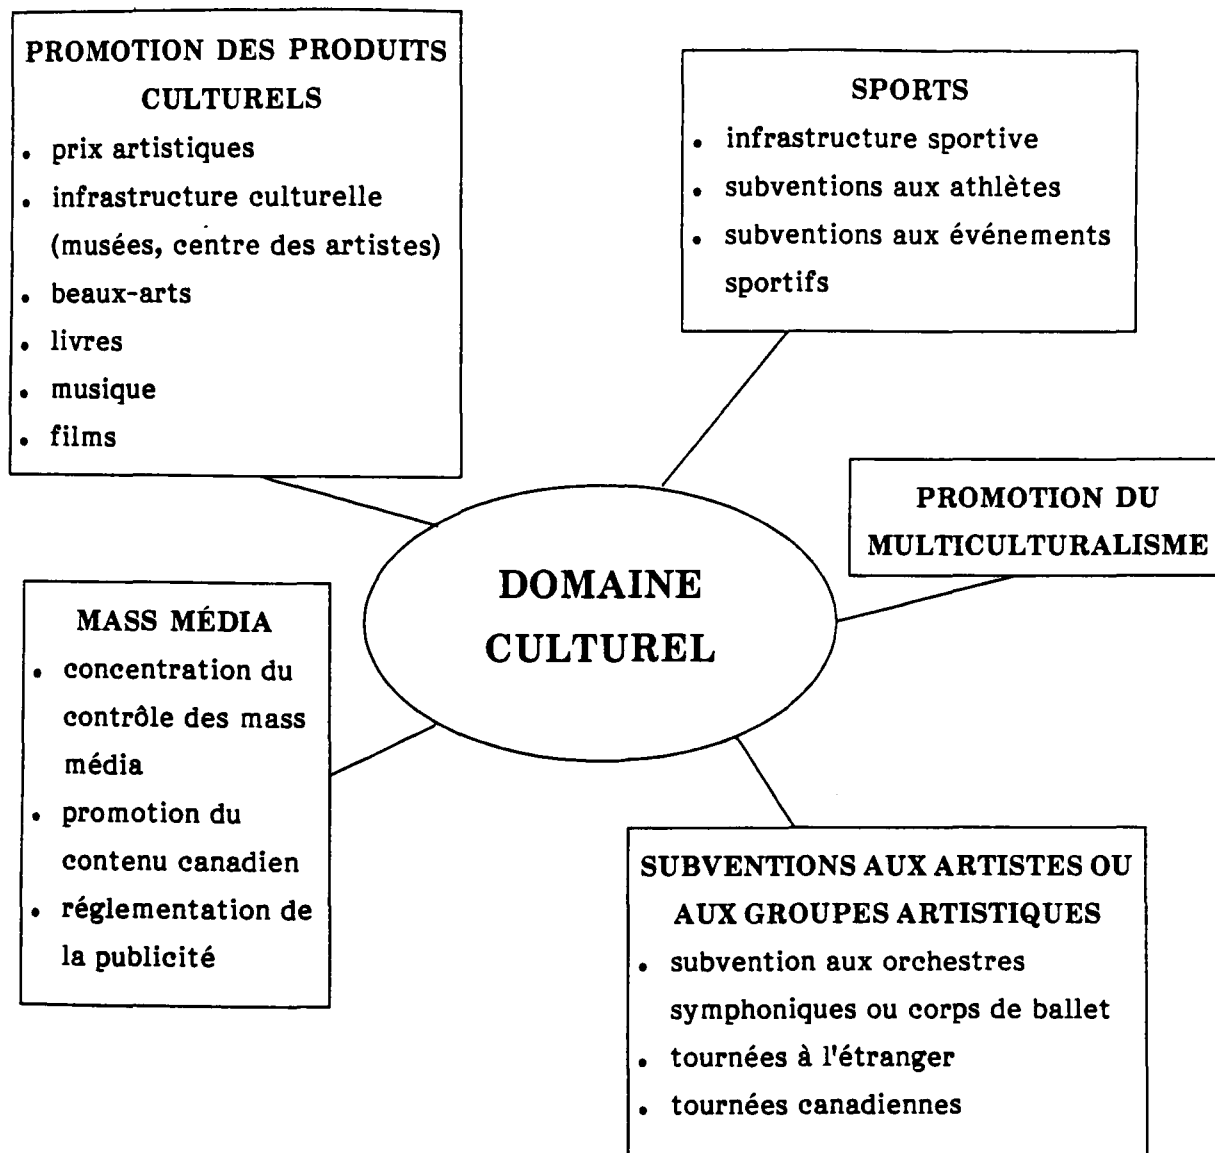 PROMOTION DES PRODUITS
CULTURELS
• prix artistiques
• infrastructure culturelle
(musées, centre des artistes)
• beaux-arts
• livres
• musique
• films
SPORTS
• infrastructure sportive
• subventions aux athlètes
• subventions aux événements
sportifs
PROMOTION DU
MULTICULTURALISME
DOMAINE
CULTUREL
MASS MÉDIA
• concentration du
contrôle des mass
média
• promotion du
contenu canadien
• réglementation de
la publicité
SUBVENTIONS AUX ARTISTES OU
AUX GROUPES ARTISTIQUES
• subvention aux orchestres
symphoniques ou corps de ballet
• tournées à l'étranger
• tournées canadiennes